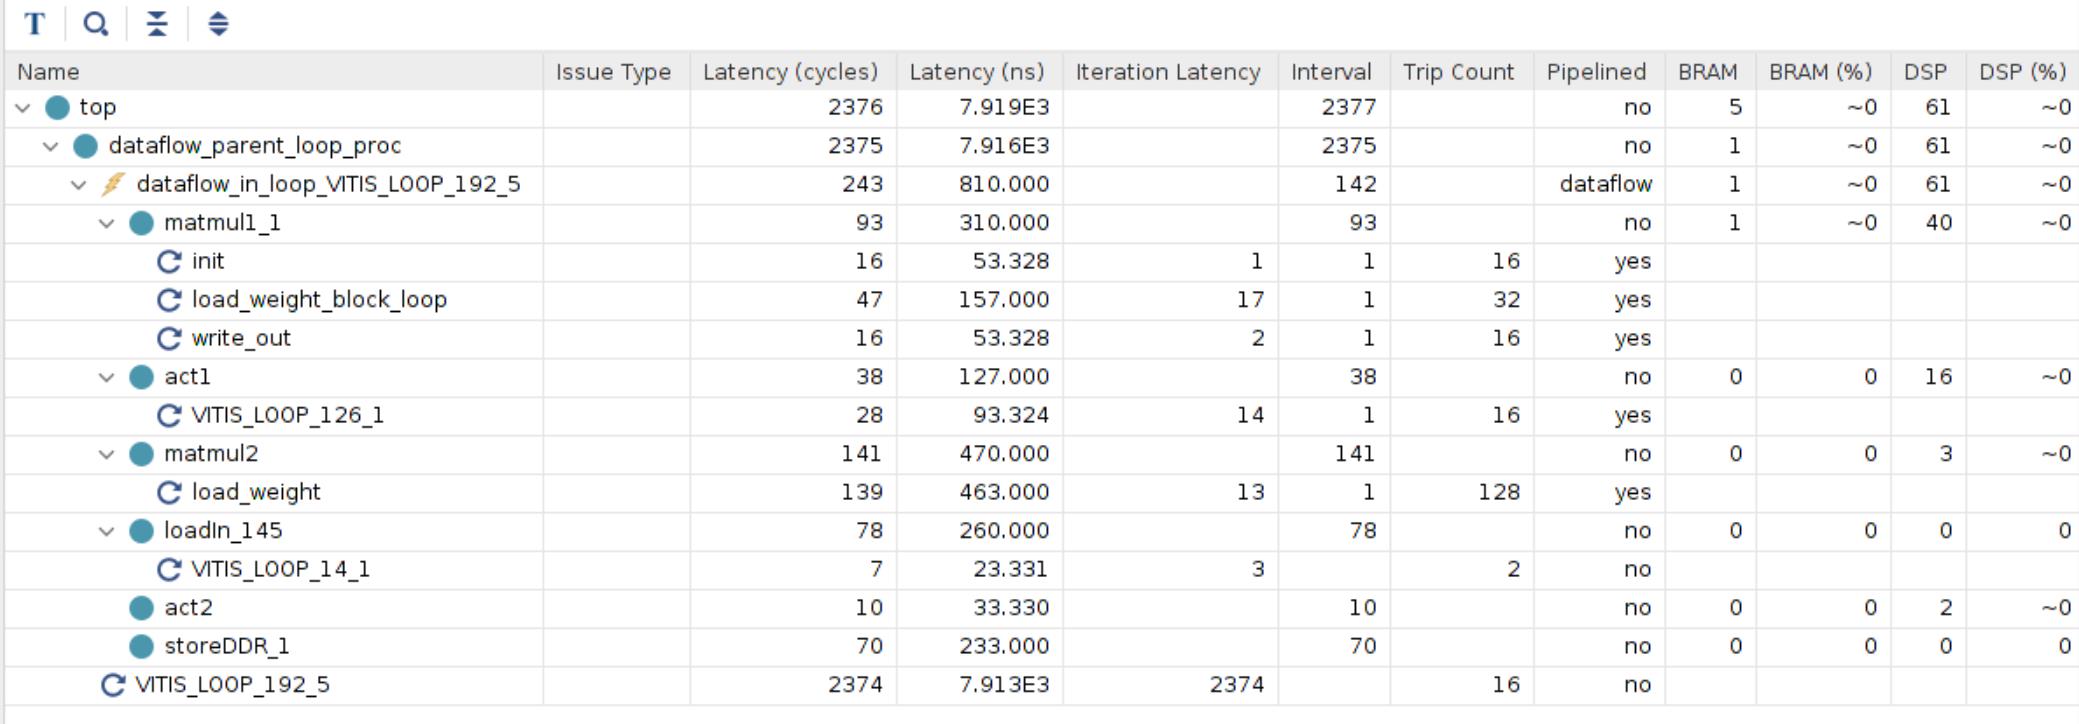 T
Name Issue Type Latency (cycles) Latency (ns) Iteration Latency Interval Trip Count Pipelined BRAM BRAM (%) DSP DSP (%)
top 2376 7.919E3 2377 no 5 ~0 61 ~0
dataflow_parent_loop_proc 2375 7.916E3 2375 no 1 ~0 61 ~0
dataflow_in_loop_VITIS_LOOP_192_5 243 810.000 142 dataflow 1 ~0 61 ~0
matmul1_1 93 310.000 93 no 1 ~0 40 ~0
init 16 53.328 1 1 16 yes
load_weight_block_loop 47 157.000 17 1 32 yes
write_out 16 53.328 2 1 16 yes
act1 38 127.000 38 no 0 0 16 ~0
VITIS_LOOP_126_1 28 93.324 14 1 16 yes
matmul2 141 470.000 141 no 0 0 3 ~0
load_weight 139 463.000 13 1 128 yes
loadIn_145 78 260.000 78 no 0 0 0 0
VITIS_LOOP_14_1 7 23.331 3 2 no
act2 10 33.330 10 no 0 0 2 ~0
storeDDR_1 70 233.000 70 no 0 0 0 0
VITIS_LOOP_192_5 2374 7.913E3 2374 16 no